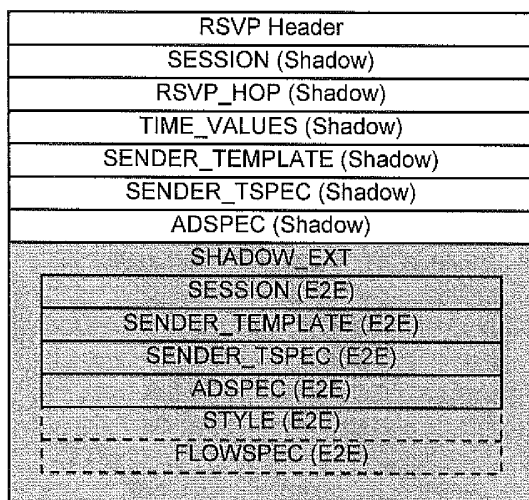 RSVP Header
SESSION (Shadow)
RSVP_HOP (Shadow)
TIME_VALUES (Shadow)
SENDER_TEMPLATE (Shadow)
SENDER_TSPEC (Shadow)
ADSPEC (Shadow)
SHADOW_EXT
SESSION (E2E)
SENDER_TEMPLATE (E2E)
SENDER_TSPEC (E2E)
ADSPEC (E2E)
STYLE (E2E)
FLOWSPEC (E2E)